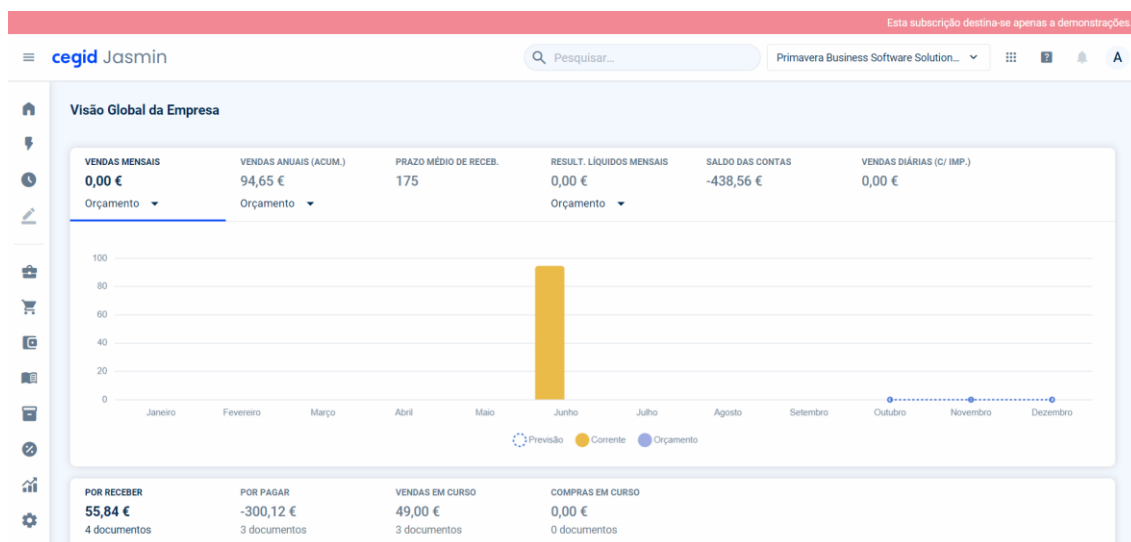 Esta subscrição destina-se apenas a demonstrações.
cegid Jasmin
Pesquisar...
Primavera Business Software Solution...
?
A
Visão Global da Empresa
VENDAS MENSAIS VENDAS ANUAIS (ACUM.) PRAZO MÉDIO DE RECEB. RESULT. LÍQUIDOS MENSAIS SALDO DAS CONTAS VENDAS DIÁRIAS (C/ IMP.)
0,00 € 94,65 € 175 0,00 € -438,56 € 0,00 €
Orçamento Orçamento Orçamento
100
80
60
40
20
0
Janeiro Fevereiro Março Abril Maio Junho Julho Agosto Setembro Outubro Novembro Dezembro
Previsão Corrente Orçamento
POR RECEBER POR PAGAR VENDAS EM CURSO COMPRAS EM CURSO
55,84 € -300,12 € 49,00 € 0,00 €
4 documentos 3 documentos 3 documentos 0 documentos